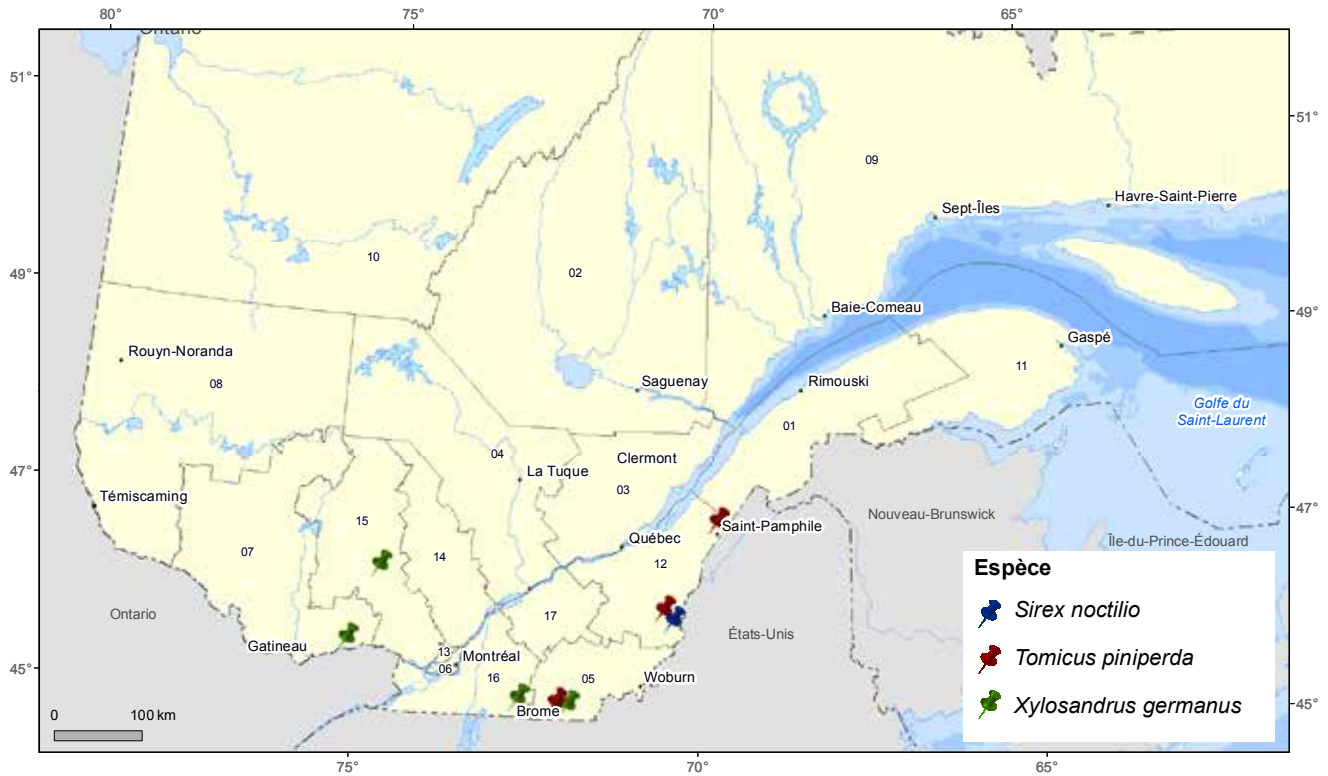 80° 75° 70° 65°
Ontario
51°
51°
09
Havre-Saint-Pierre
Sept-Îles
10
02
49°
49°
Baie-Comeau
Gaspé
Rouyn-Noranda
08
Saguenay
Rimouski
11
Golfe du
Saint-Laurent
01
04
Clermont
47°
La Tuque
03
Témiscaming
47°
15
Saint-Pamphile
Nouveau-Brunswick
Québec
Île-du-Prince-Édouard
07
14
12
Espèce
Sirex noctilio
Ontario
17
États-Unis
Gatineau
13
Montréal
Tomicus piniperda
45°
06
16
05
Woburn
Xylosandrus germanus
45°
Brome
0 100 km
75° 70° 65°